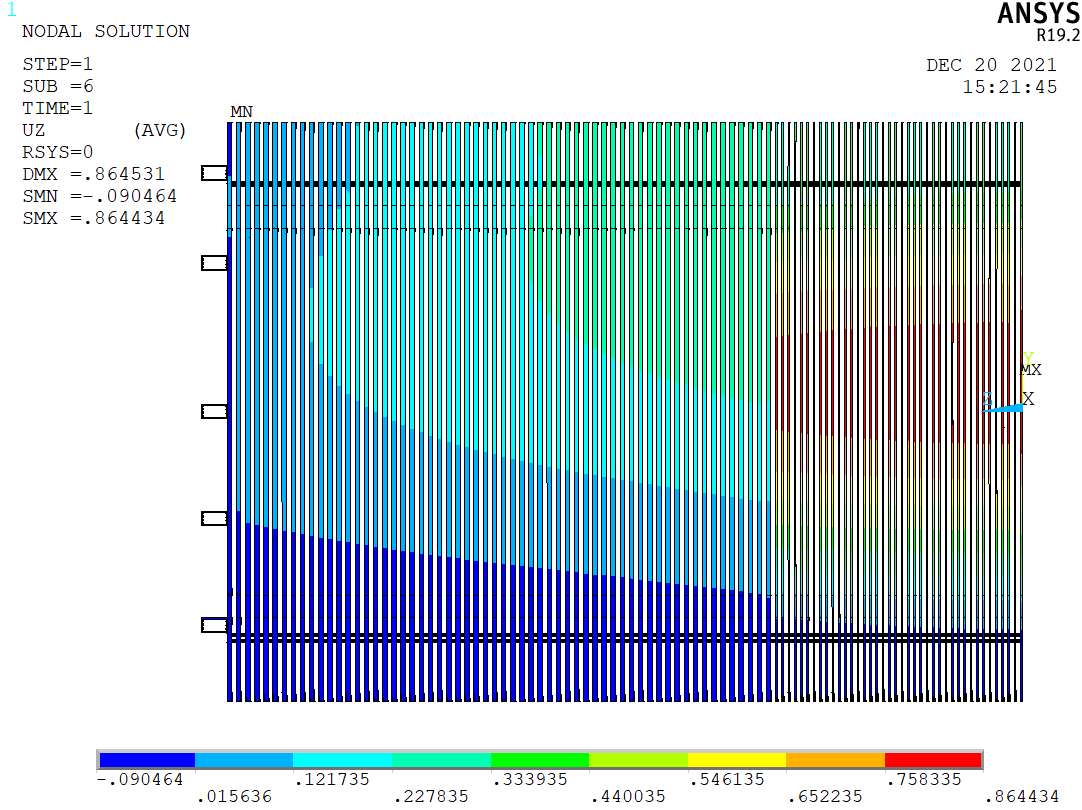 1
ANSYS
R19.2
NODAL SOLUTION
STEP=1
SUB =6
TIME=1
UZ (AVG)
RSYS=0
DMX =.864531
SMN =-.090464
SMX =.864434
DEC 20 2021
15:21:45
MN
Y
MX
Z
X
-.090464
.015636
.121735
.227835
.333935
.440035
.546135
.652235
.758335
.864434